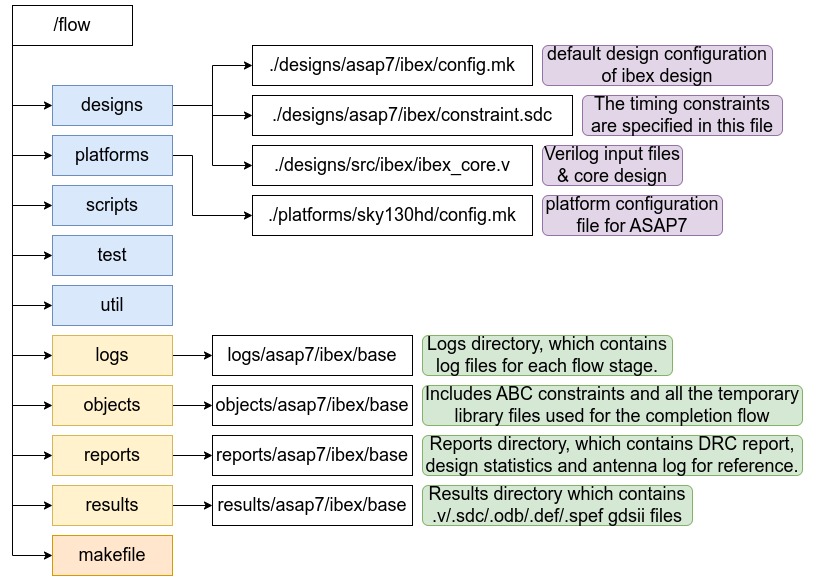 /flow
designs
./designs/asap7/ibex/config.mk
default design configuration
of ibex design
./designs/asap7/ibex/constraint.sdc
The timing constraints
are specified in this file
platforms
./designs/src/ibex/ibex_core.v
Verilog input files
& core design
scripts
./platforms/sky130hd/config.mk
platform configuration
file for ASAP7
test
util
logs
logs/asap7/ibex/base
Logs directory, which contains
log files for each flow stage.
objects
objects/asap7/ibex/base
Includes ABC constraints and all the temporary
library files used for the completion flow
reports
reports/asap7/ibex/base
Reports directory, which contains DRC report,
design statistics and antenna log for reference.
results
results/asap7/ibex/base
Results directory which contains
.v/.sdc/.odb/.def/.spef gdsii files
makefile